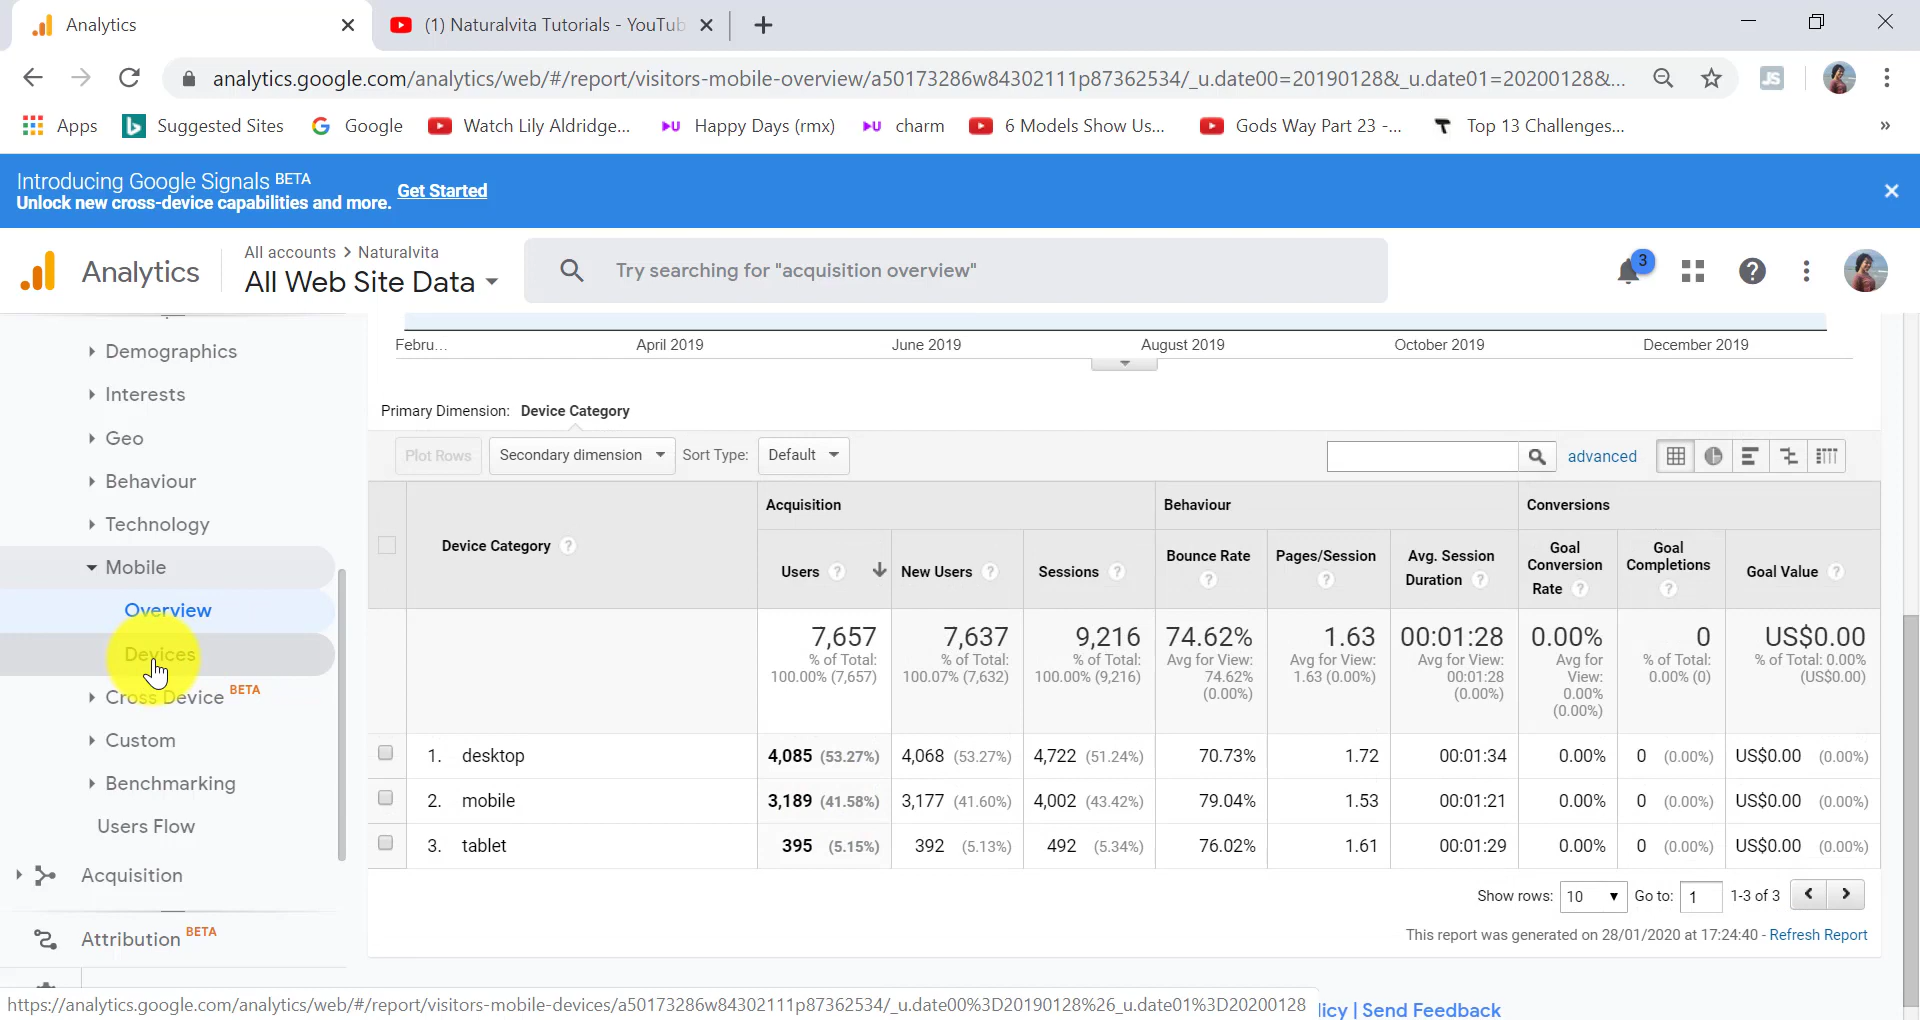 Analytics
(1) Naturalvita Tutorials - YouTub
analytics.google.com/analytics/web/#/report/visitors-mobile-overview/a50173286w84302111p87362534/_u.date00=20190128&_u.date01=20200128&...
JS
Apps
Suggested Sites
Google
Watch Lily Aldridge...
Happy Days (rmx)
charm
6 Models Show Us...
Gods Way Part 23 -...
Top 13 Challenges...
»
Introducing Google Signals BETA
Unlock new cross-device capabilities and more. Get Started
Analytics
All accounts > Naturalvita
All Web Site Data
Try searching for "acquisition overview"
3
Demographics
Interests
Geo
Behaviour
Technology
Mobile
Overview
Devices
Cross Device BETA
Custom
Benchmarking
Users Flow
Acquisition
Attribution BETA
Febru...
April 2019
June 2019
August 2019
October 2019
December 2019
Primary Dimension: Device Category
Plot Rows
Secondary dimension
Sort Type:
Default
advanced
Acquisition
Behaviour
Conversions
Device Category ?
Users ?
New Users ?
Sessions ?
Bounce Rate ?
Pages/Session ?
Avg. Session Duration ?
Goal Conversion Rate ?
Goal Completions ?
Goal Value ?
7,657
% of Total:
100.00% (7,657)
7,637
% of Total:
100.07% (7,632)
9,216
% of Total:
100.00% (9,216)
74.62%
Avg for View:
74.62%
(0.00%)
1.63
Avg for View:
1.63 (0.00%)
00:01:28
Avg for View:
00:01:28
(0.00%)
0.00%
Avg for
View:
0.00%
(0.00%)
0
% of Total:
0.00% (0)
US$0.00
% of Total: 0.00%
(US$0.00)
1. desktop 4,085 (53.27%) 4,068 (53.27%) 4,722 (51.24%) 70.73% 1.72 00:01:34 0.00% 0 (0.00%) US$0.00 (0.00%)
2. mobile 3,189 (41.58%) 3,177 (41.60%) 4,002 (43.42%) 79.04% 1.53 00:01:21 0.00% 0 (0.00%) US$0.00 (0.00%)
3. tablet 395 (5.15%) 392 (5.13%) 492 (5.34%) 76.02% 1.61 00:01:29 0.00% 0 (0.00%) US$0.00 (0.00%)
Show rows: 10 Go to: 1 1-3 of 3
This report was generated on 28/01/2020 at 17:24:40 - Refresh Report
https://analytics.google.com/analytics/web/#/report/visitors-mobile-devices/a50173286w84302111p87362534/_u.date00%3D20190128%26_u.date01%3D20200128
licy | Send Feedback